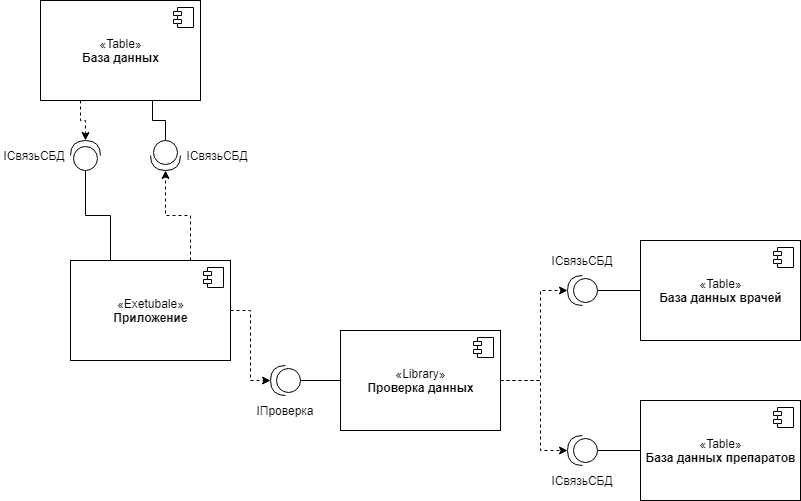 «Table»
База данных
IСвязьСБД
IСвязьСБД
«Exetubale»
Приложение
IПроверка
«Library»
Проверка данных
IСвязьСБД
«Table»
База данных врачей
«Table»
База данных препаратов
IСвязьСБД